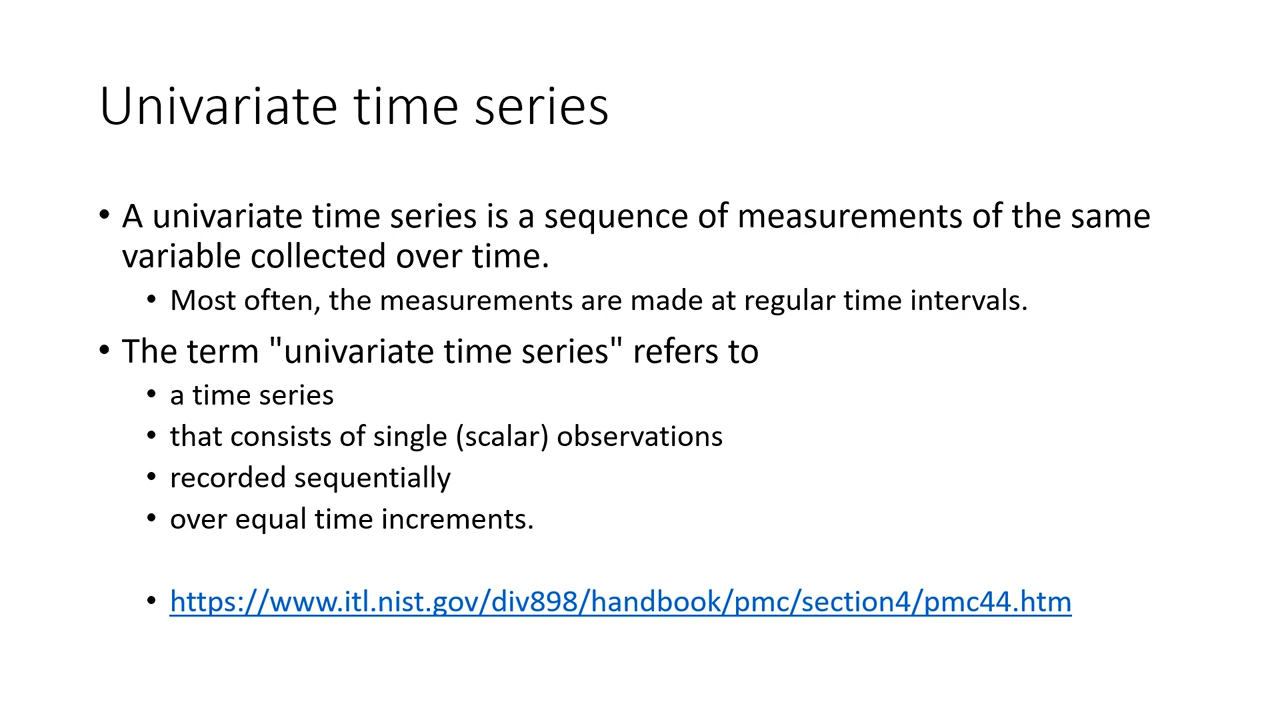 Univariate time series
• A univariate time series is a sequence of measurements of the same
variable collected over time.
• Most often, the measurements are made at regular time intervals.
• The term "univariate time series" refers to
• a time series
• that consists of single (scalar) observations
• recorded sequentially
• over equal time increments.
• https://www.itl.nist.gov/div898/handbook/pmc/section4/pmc44.htm